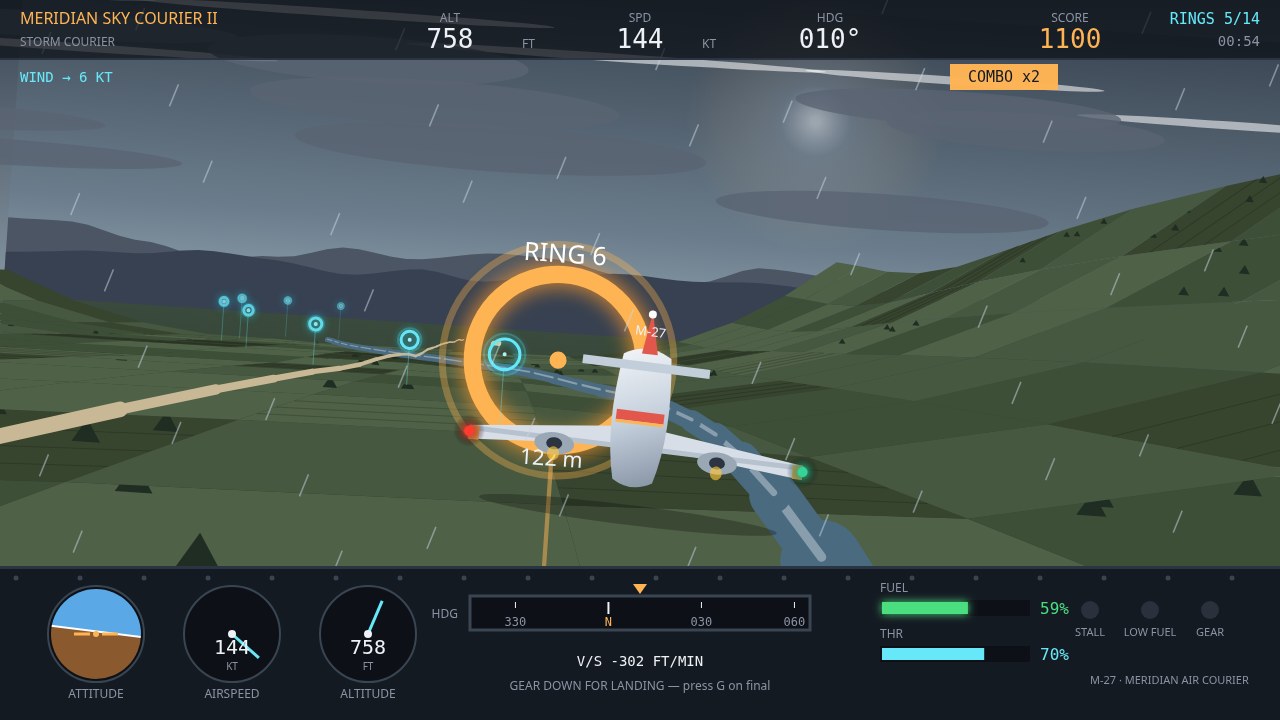 MERIDIAN SKY COURIER II
STORM COURIER
ALT
758 FT
SPD
144 KT
HDG
010°
SCORE
1100
RINGS 5/14
00:54
WIND → 6 KT
COMBO x2
RING 6
M-27
122 m
144
KT
758
FT
ATTITUDE
AIRSPEED
ALTITUDE
HDG
330 N 030 060
V/S -302 FT/MIN
GEAR DOWN FOR LANDING — press G on final
FUEL
59%
THR
70%
STALL
LOW FUEL
GEAR
M-27 · MERIDIAN AIR COURIER